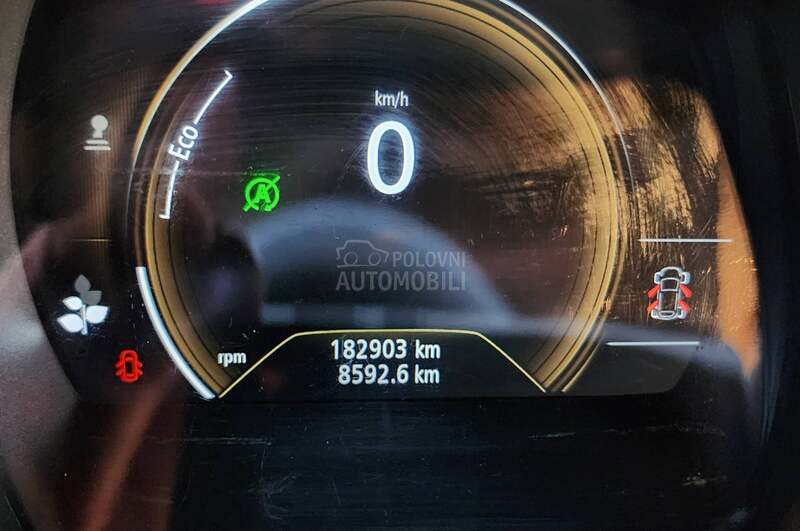 km/h
0
Eco
A
POLOVNI
AUTOMOBILI
rpm
182903 km
8592.6 km